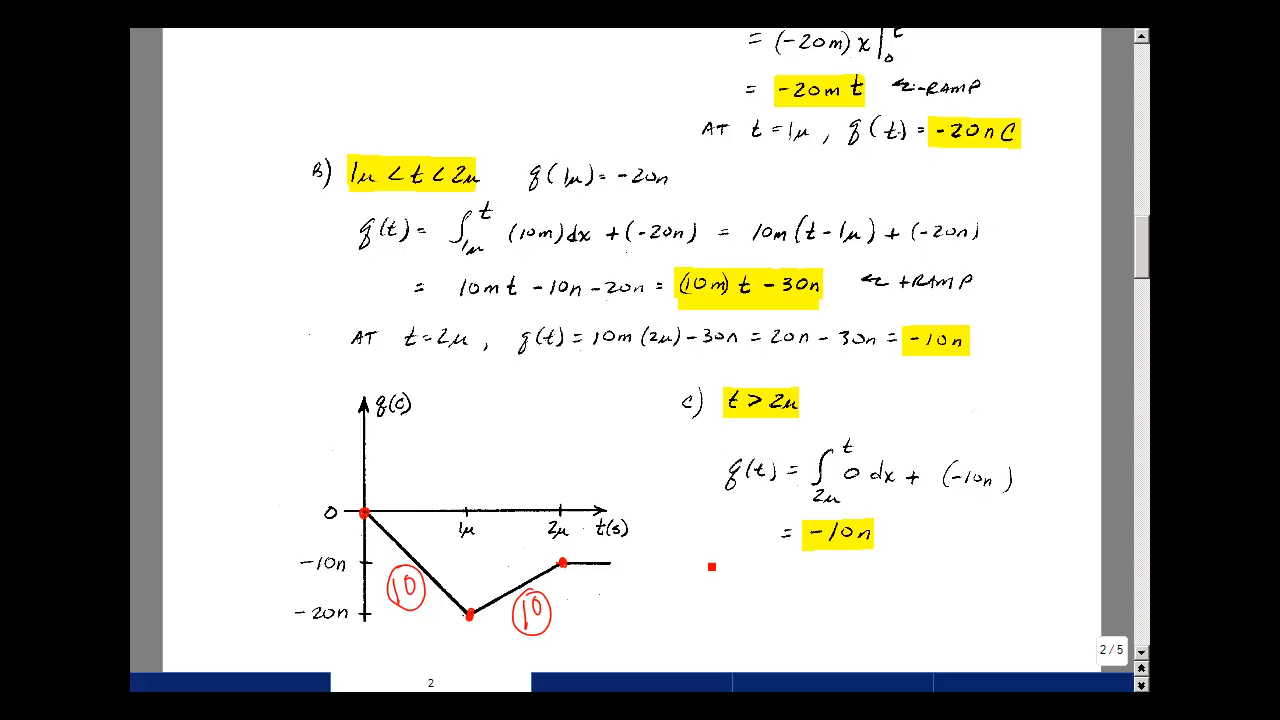 = (-20m) x |₀ᵗ
= -20m t ← -RAMP
AT t=1μ, q(t) = -20n C
B) 1μ < t < 2μ q(1μ) = -20n
q(t) = ∫₁μᵗ (10m)dx + (-20n) = 10m(t-1μ) + (-20n)
= 10mt - 10n - 20n = (10m) t - 30n ← +RAMP
AT t=2μ, q(t) = 10m(2μ) - 30n = 20n - 30n = -10n
q(C)
0 1μ 2μ t(s)
-10n
-20n
10
10
C) t > 2μ
q(t) = ∫₂μᵗ 0 dx + (-10n)
= -10n
2 / 5
2